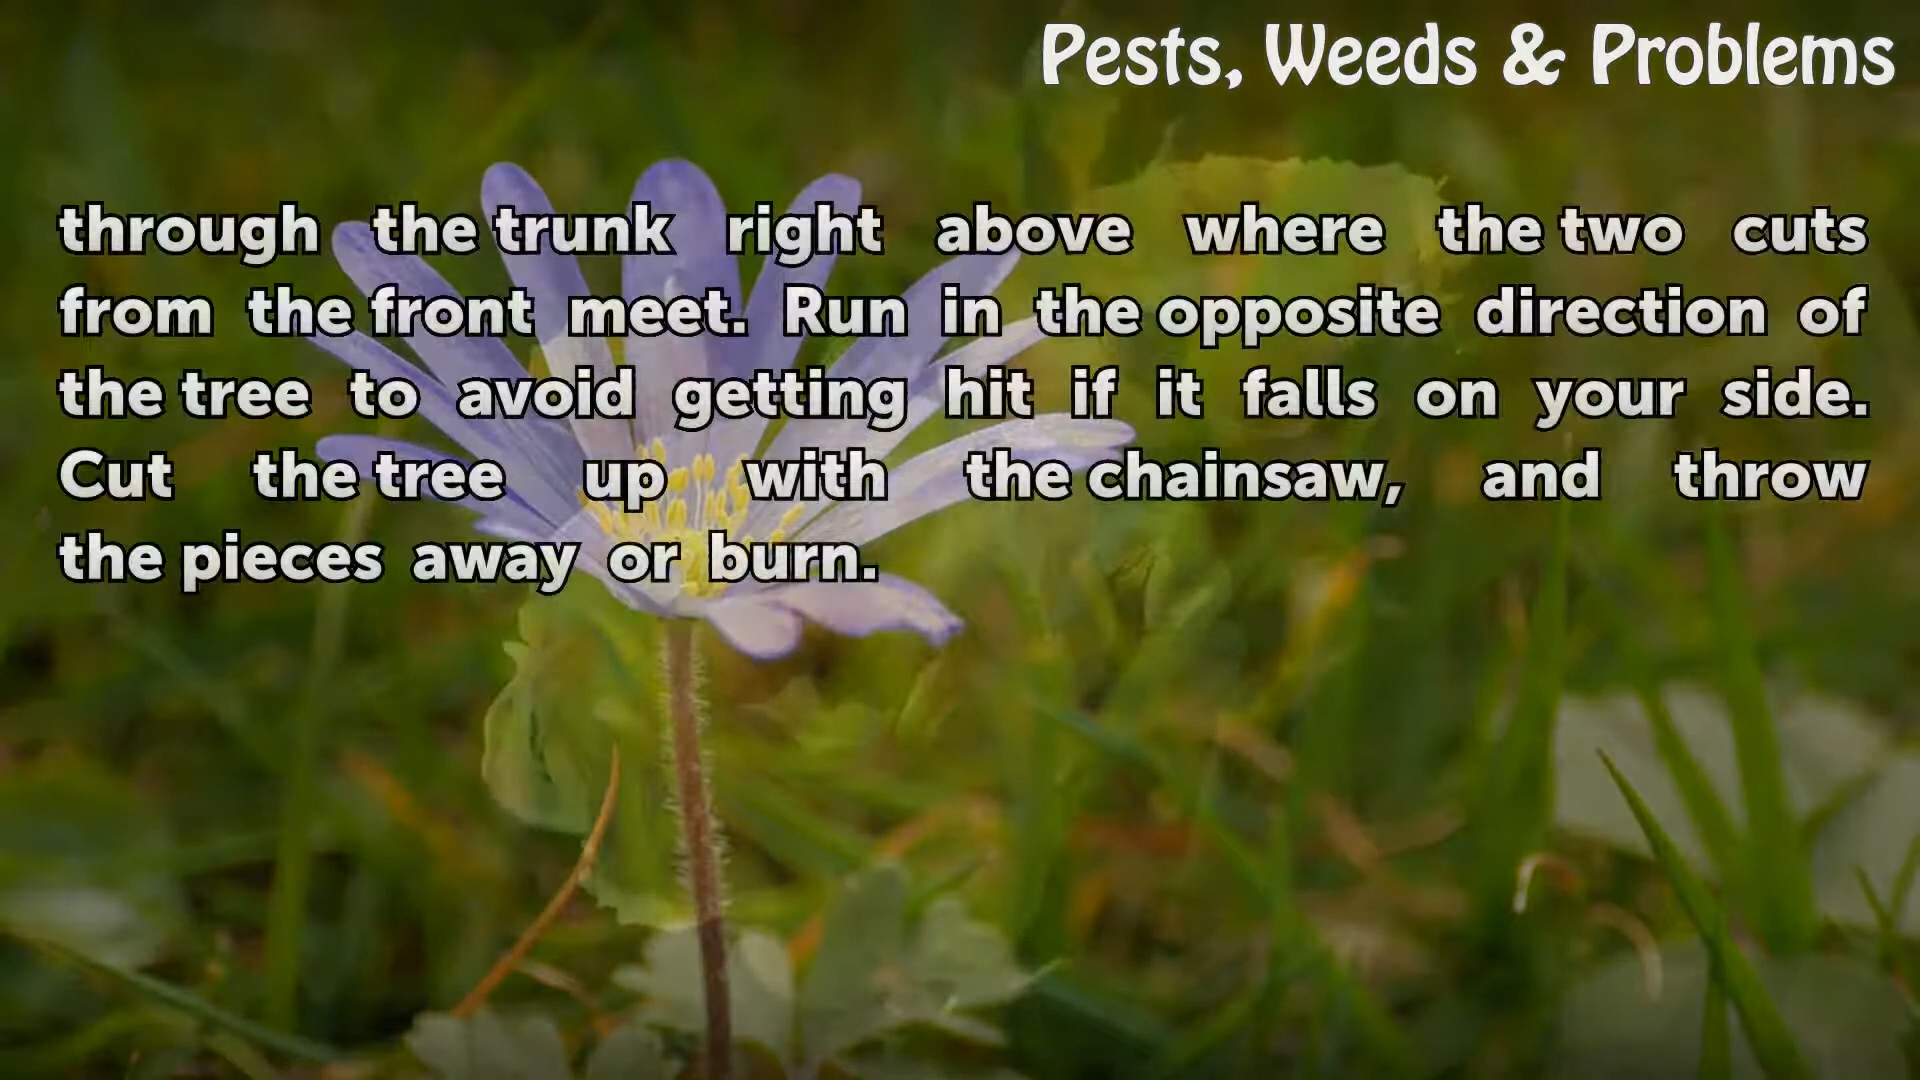 Pests, Weeds & Problems
through the trunk right above where the two cuts
from the front meet. Run in the opposite direction of
the tree to avoid getting hit if it falls on your side.
Cut the tree up with the chainsaw, and throw
the pieces away or burn.